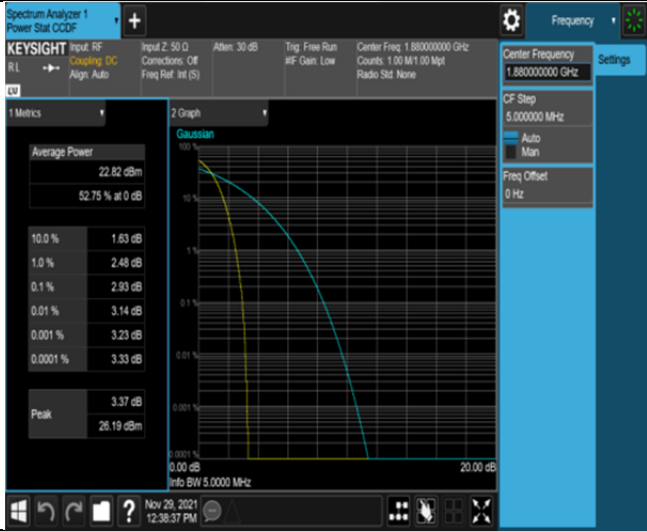 Spectrum Analyzer 1
Power Stat CCDF
+
Frequency
KEYSIGHT
Input: RF
Input Z: 50 Ω
Atten: 30 dB
Trig: Free Run
Center Freq: 1.880000000 GHz
RL
Coupling: DC
Corrections: Off
#IF Gain: Low
Counts: 1.00 M/1.00 Mpt
Align: Auto
Freq Ref: Int (S)
Radio Std: None
Center Frequency
1.880000000 GHz
Settings
CF Step
5.000000 MHz
Auto
Man
Freq Offset
0 Hz
1 Metrics
2 Graph
Average Power
22.82 dBm
52.75 % at 0 dB
10.0 % 1.63 dB
1.0 % 2.48 dB
0.1 % 2.93 dB
0.01 % 3.14 dB
0.001 % 3.23 dB
0.0001 % 3.33 dB
Peak
3.37 dB
26.19 dBm
Gaussian
100 %
10 %
1 %
0.1 %
0.01 %
0.001 %
0.0001 %
0.00 dB
20.00 dB
Info BW 5.0000 MHz
?
Nov 29, 2021
12:38:37 PM